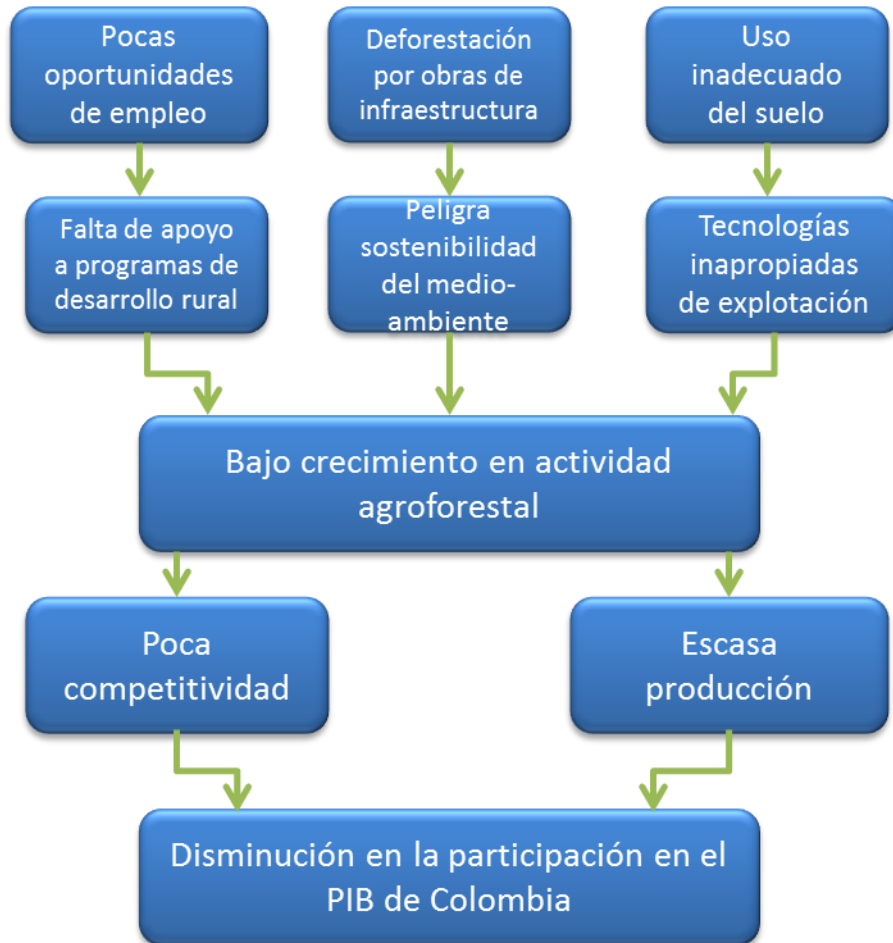 Pocas
oportunidades
de empleo
Deforestación
por obras de
infraestructura
Uso
inadecuado
del suelo
Falta de apoyo
a programas de
desarrollo rural
Peligra
sostenibilidad
del medio-
ambiente
Tecnologías
inapropiadas
de explotación
Bajo crecimiento en actividad
agroforestal
Poca
competitividad
Escasa
producción
Disminución en la participación en el
PIB de Colombia